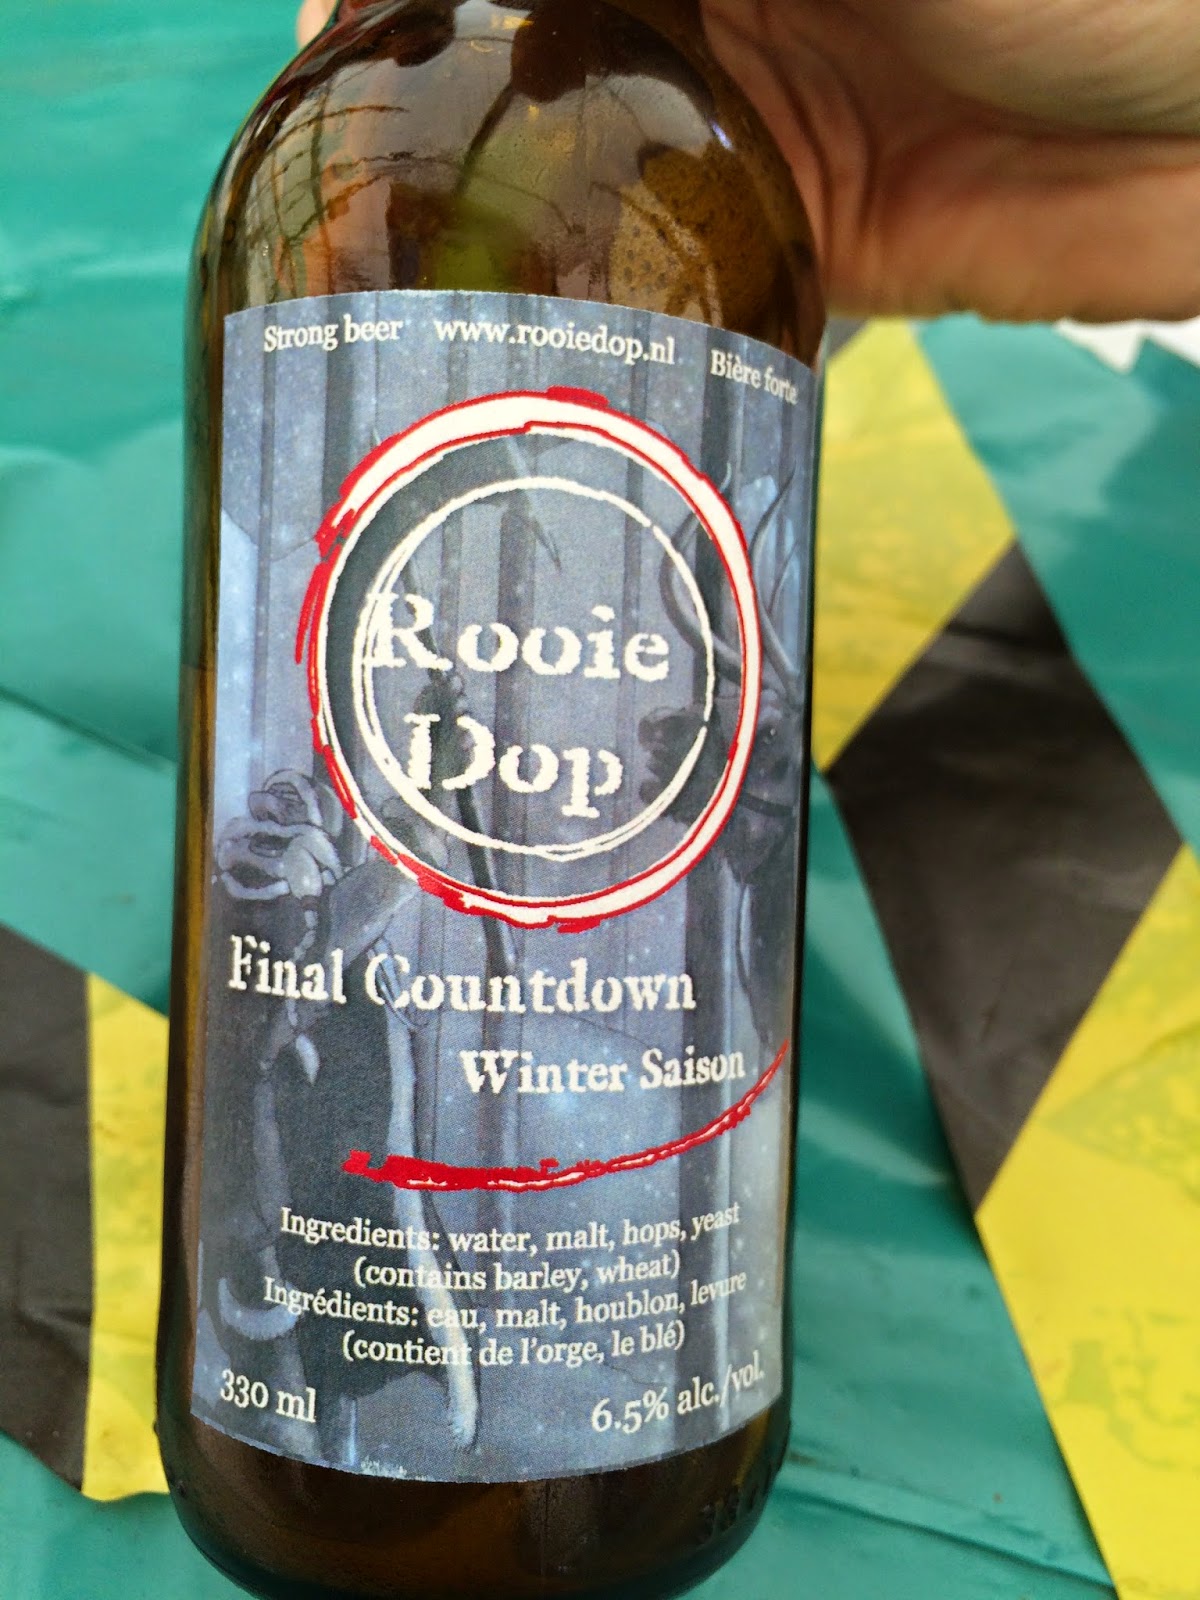 Strong beer www.rooiedop.nl Bière forte
Rooie
Dop
Final Countdown
Winter Saison
Ingredients: water, malt, hops, yeast
(contains barley, wheat)
Ingrédients: eau, malt, houblon, levure
(contient de l'orge, le blé)
330 ml 6.5% alc./vol.